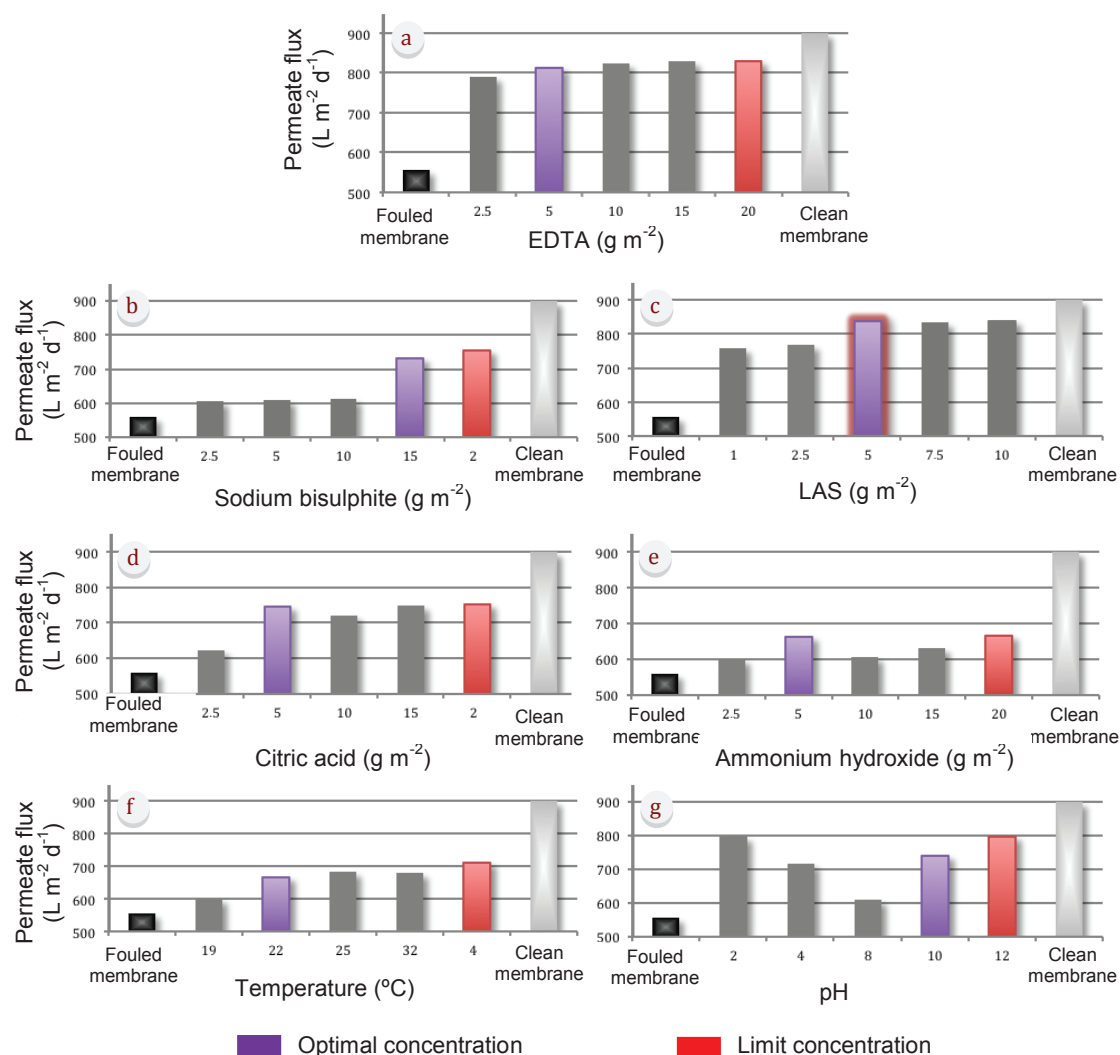 a
Permeate flux
(L m⁻² d⁻¹)
900
800
700
600
500
Fouled membrane
2.5 5 10 15 20
Clean membrane
EDTA (g m⁻²)
b
Permeate flux
(L m⁻² d⁻¹)
900
800
700
600
500
Fouled membrane
2.5 5 10 15 2
Clean membrane
Sodium bisulphite (g m⁻²)
c
900
800
700
600
500
Fouled membrane
1 2.5 5 7.5 10
Clean membrane
LAS (g m⁻²)
d
Permeate flux
(L m⁻² d⁻¹)
900
800
700
600
500
Fouled membrane
2.5 5 10 15 2
Clean membrane
Citric acid (g m⁻²)
e
900
800
700
600
500
Fouled membrane
2.5 5 10 15 20
Clean membrane
Ammonium hydroxide (g m⁻²)
f
Permeate flux
(L m⁻² d⁻¹)
900
800
700
600
500
Fouled membrane
19 22 25 32 4
Clean membrane
Temperature (ºC)
g
900
800
700
600
500
Fouled membrane
2 4 8 10 12
Clean membrane
pH
Optimal concentration
Limit concentration